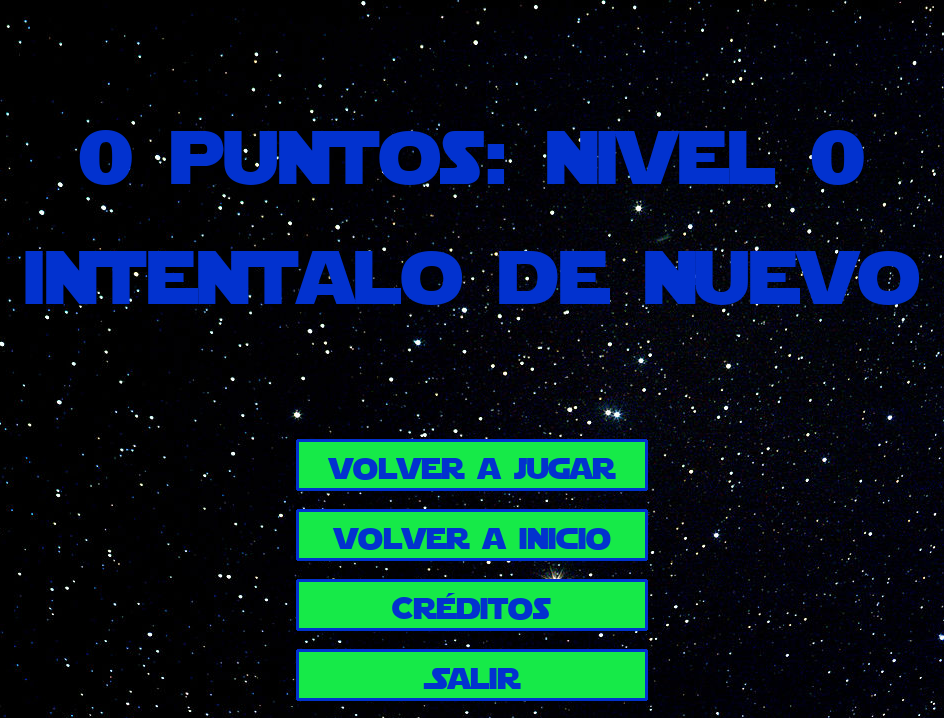 0 PUNTOS: NIVEL 0
INTENTALO DE NUEVO
VOLVER A JUGAR
VOLVER A INICIO
CRÉDITOS
SALIR